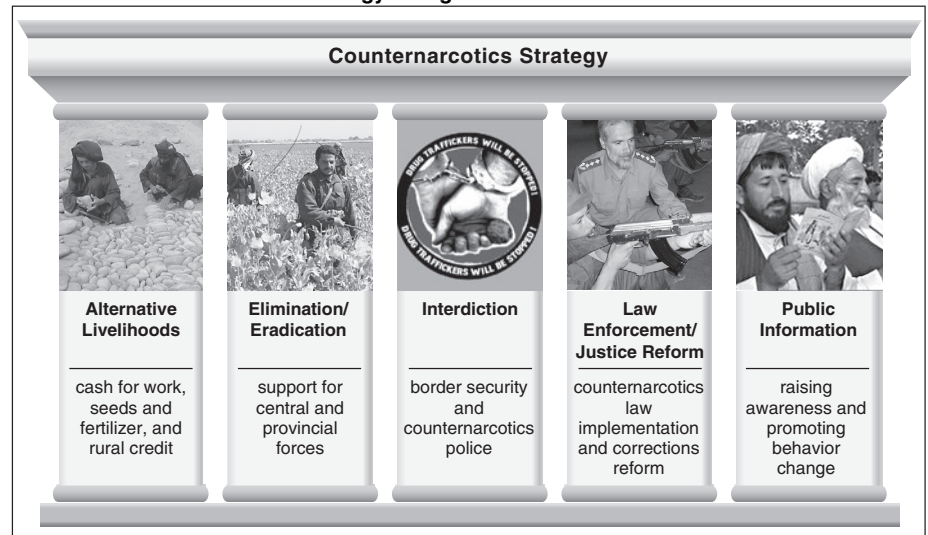 Counternarcotics Strategy
DRUG TRAFFICKERS WILL BE STOPPED!
DRUG TRAFFICKERS WILL BE STOPPED!
Alternative
Livelihoods
cash for work,
seeds and
fertilizer, and
rural credit
Elimination/
Eradication
support for
central and
provincial
forces
Interdiction
border security
and
counternarcotics
police
Law
Enforcement/
Justice Reform
counternarcotics
law
implementation
and corrections
reform
Public
Information
raising
awareness and
promoting
behavior
change